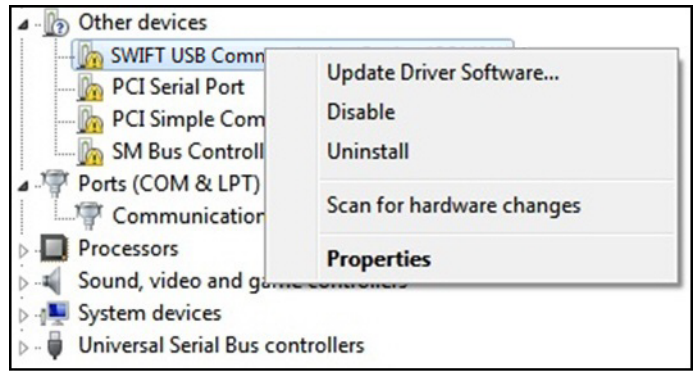 Other devices
SWIFT USB Comm
PCI Serial Port
PCI Simple Com
SM Bus Controll
Ports (COM & LPT)
Communication
Processors
Sound, video and game controllers
System devices
Universal Serial Bus controllers
Update Driver Software...
Disable
Uninstall
Scan for hardware changes
Properties